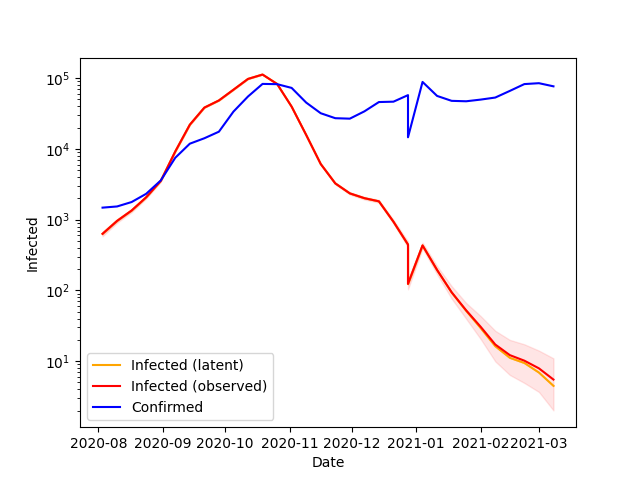 10^5
10^4
10^3
10^2
10^1
Infected
Infected (latent)
Infected (observed)
Confirmed
2020-08 2020-09 2020-10 2020-11 2020-12 2021-01 2021-02 2021-03
Date